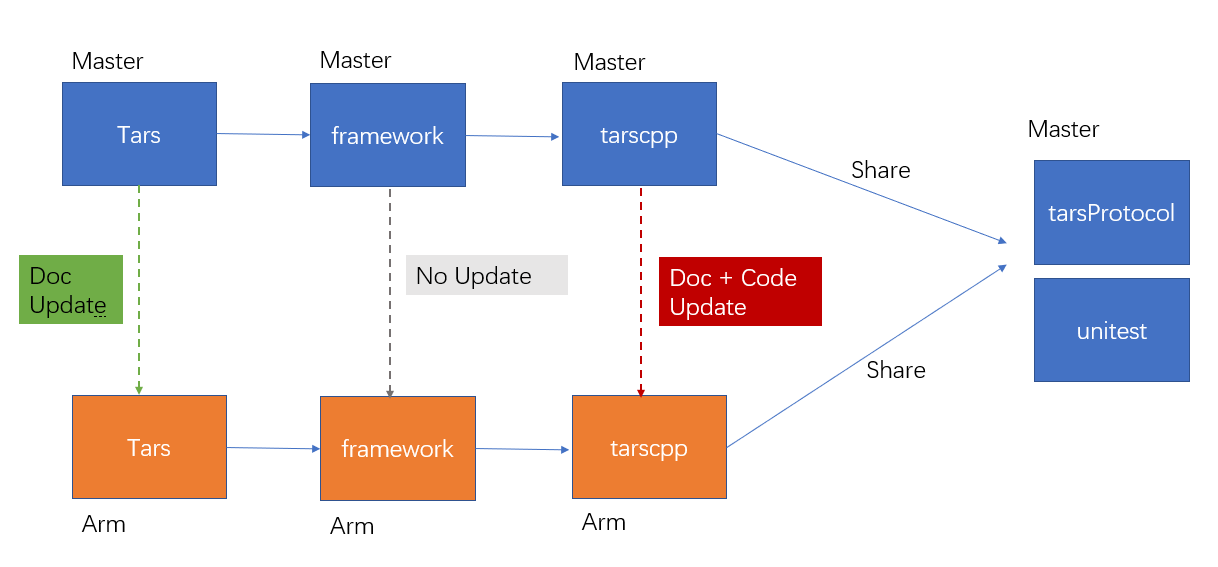 Master
Master
Master
Tars
framework
tarscpp
Master
Share
tarsProtocol
Doc
Update
No Update
Doc + Code
Update
unitest
Share
Tars
framework
tarscpp
Arm
Arm
Arm